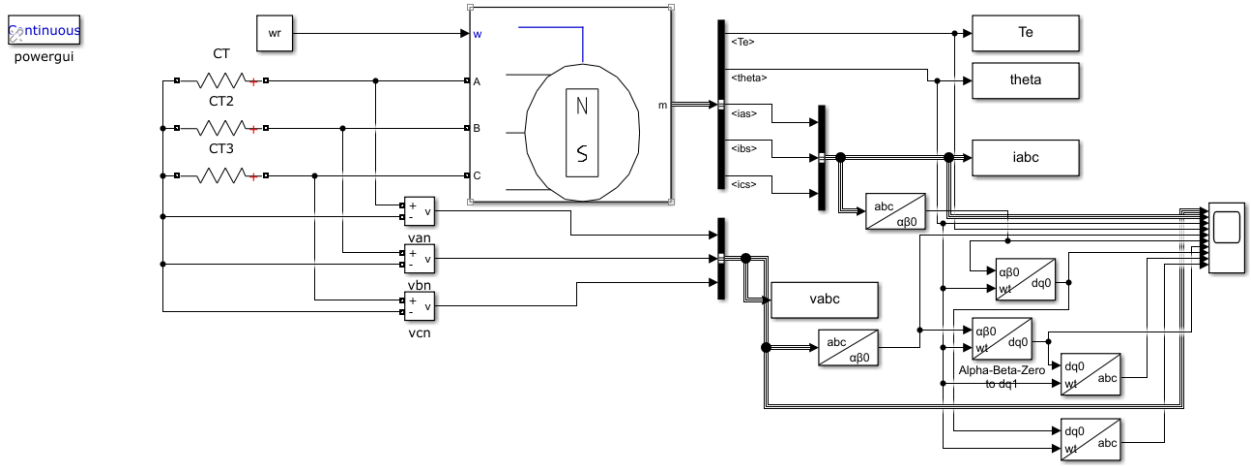 Continuous
powergui
wr
CT
CT2
CT3
w
A
B
C
N
S
m
<Te>
<theta>
<ias>
<ibs>
<ics>
Te
theta
iabc
abc
αβ0
+
-
v
van
+
-
v
vbn
+
-
v
vcn
vabc
abc
αβ0
αβ0
wt
dq0
αβ0
wt
dq0
Alpha-Beta-Zero
to dq1
dq0
wt
abc
dq0
wt
abc